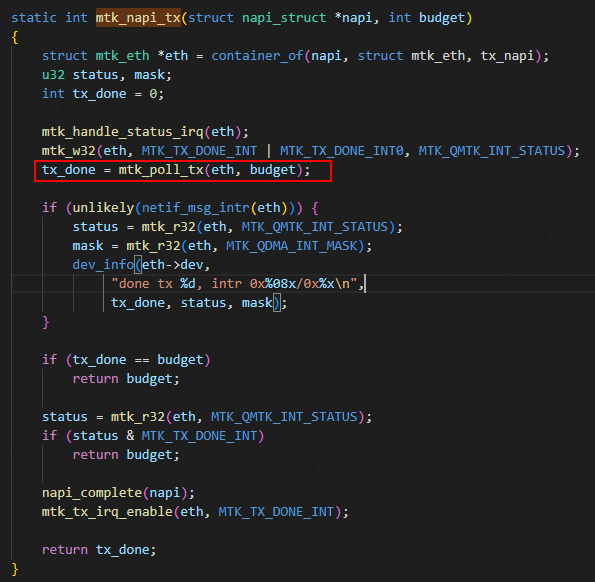 static int mtk_napi_tx(struct napi_struct *napi, int budget)
{
    struct mtk_eth *eth = container_of(napi, struct mtk_eth, tx_napi);
    u32 status, mask;
    int tx_done = 0;

    mtk_handle_status_irq(eth);
    mtk_w32(eth, MTK_TX_DONE_INT | MTK_TX_DONE_INT0, MTK_QMTK_INT_STATUS);
    tx_done = mtk_poll_tx(eth, budget);

    if (unlikely(netif_msg_intr(eth))) {
        status = mtk_r32(eth, MTK_QMTK_INT_STATUS);
        mask = mtk_r32(eth, MTK_QDMA_INT_MASK);
        dev_info(eth->dev,
             "done tx %d, intr 0x%08x/0x%x\n",
             tx_done, status, mask);
    }

    if (tx_done == budget)
        return budget;

    status = mtk_r32(eth, MTK_QMTK_INT_STATUS);
    if (status & MTK_TX_DONE_INT)
        return budget;

    napi_complete(napi);
    mtk_tx_irq_enable(eth, MTK_TX_DONE_INT);

    return tx_done;
}